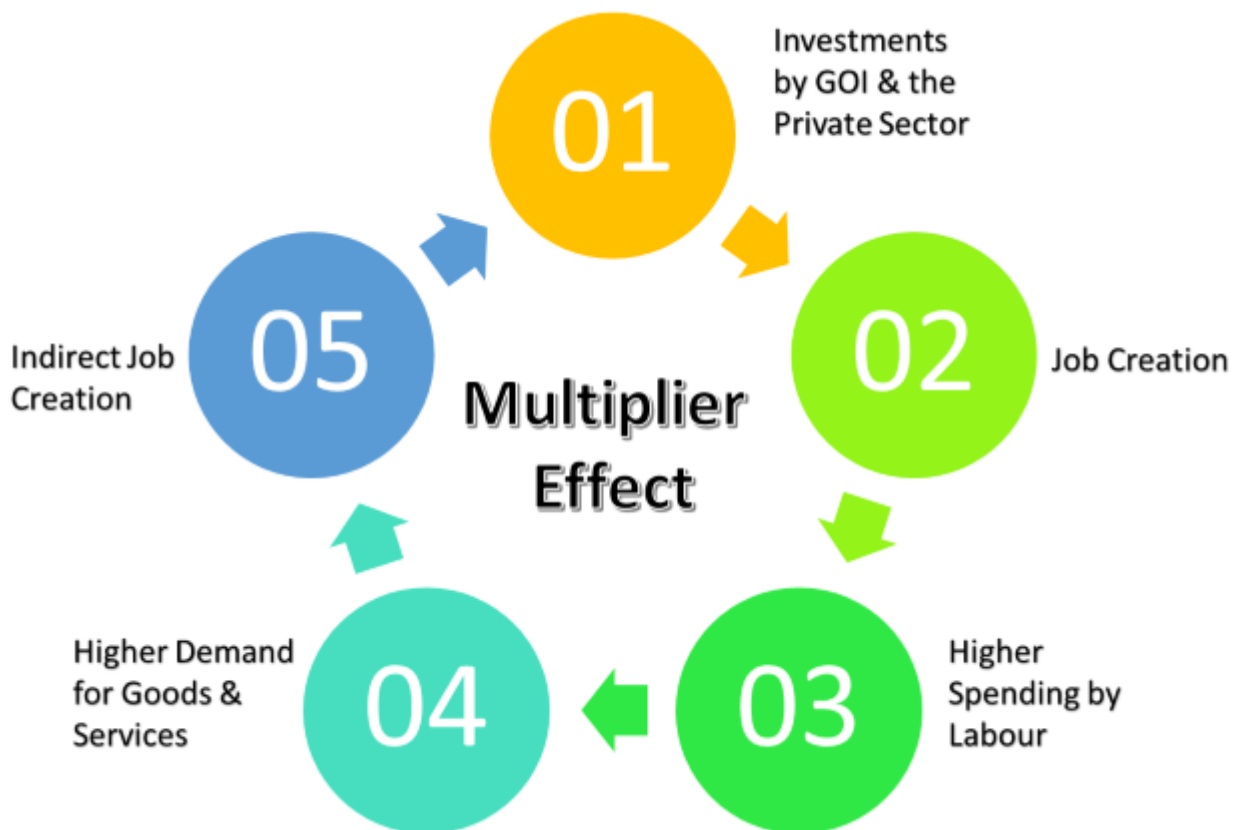 01
Investments
by GOI & the
Private Sector
02
Job Creation
03
Higher
Spending by
Labour
04
Higher Demand
for Goods &
Services
05
Indirect Job
Creation
Multiplier
Effect